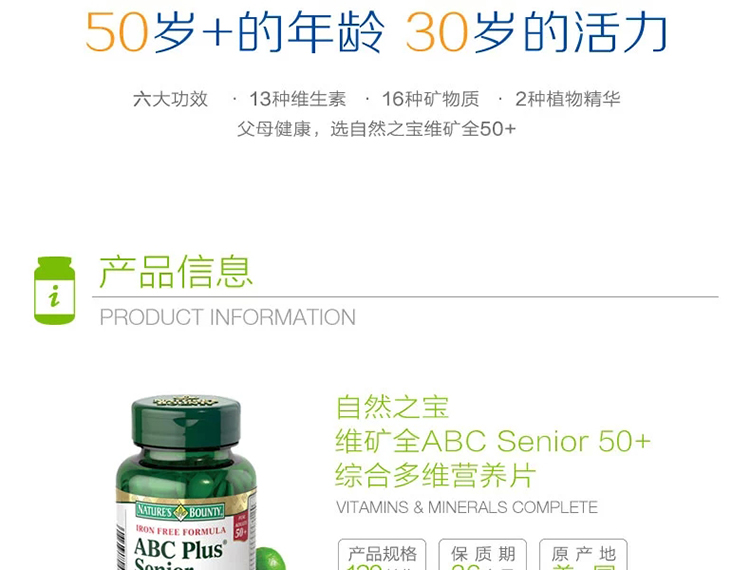 50岁+的年龄 30岁的活力
六大功效 · 13种维生素 · 16种矿物质 · 2种植物精华
父母健康，选自然之宝维矿全50+
产品信息
PRODUCT INFORMATION
自然之宝
维矿全ABC Senior 50+
综合多维营养片
VITAMINS & MINERALS COMPLETE
NATURE'S BOUNTY
IRON FREE FORMULA
FOR ADULTS 50+
ABC Plus®
Senior
产品规格 保质期 原产地